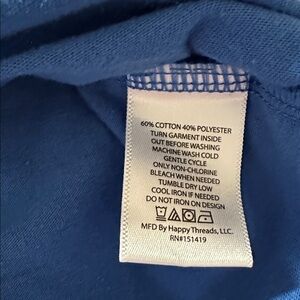 60% COTTON 40% POLYESTER
TURN GARMENT INSIDE
OUT BEFORE WASHING
MACHINE WASH COLD
GENTLE CYCLE
ONLY NON-CHLORINE
BLEACH WHEN NEEDED
TUMBLE DRY LOW
COOL IRON IF NEEDED
DO NOT IRON ON DESIGN
MFD By Happy Threads, LLC.
RN#151419